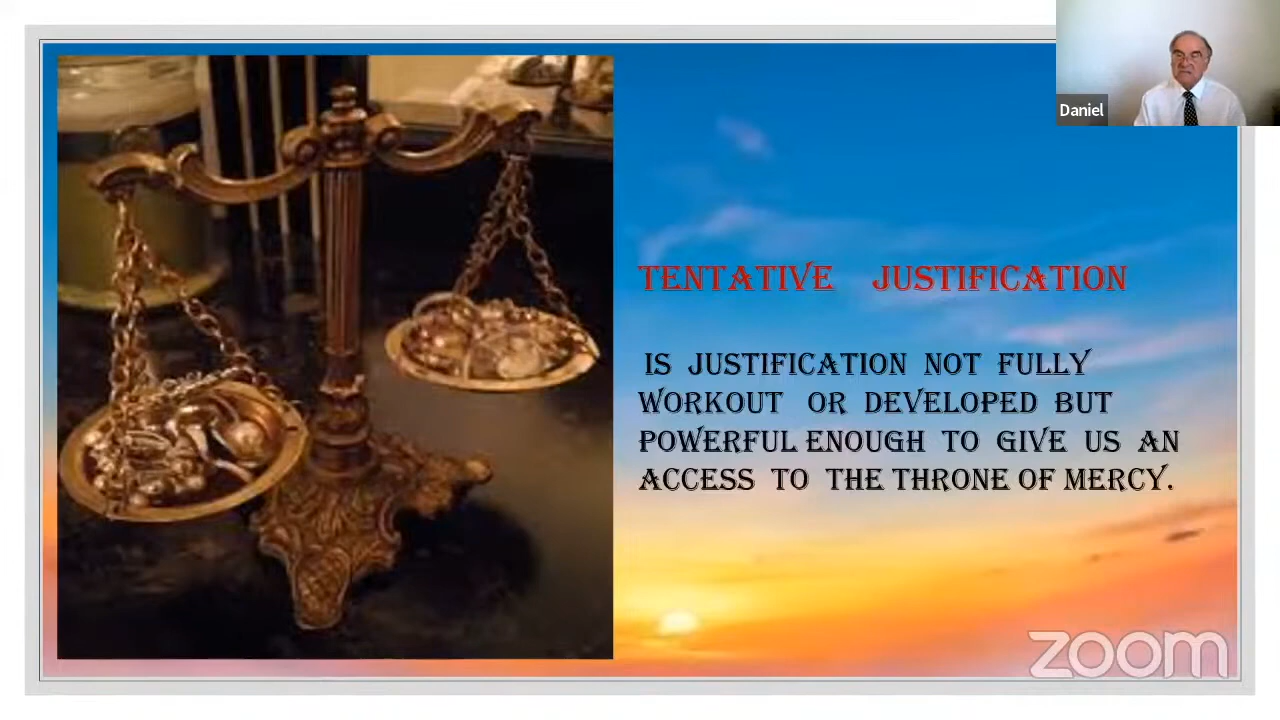 Daniel
TENTATIVE JUSTIFICATION
IS JUSTIFICATION NOT FULLY
WORKOUT OR DEVELOPED BUT
POWERFUL ENOUGH TO GIVE US AN
ACCESS TO THE THRONE OF MERCY.
zoom